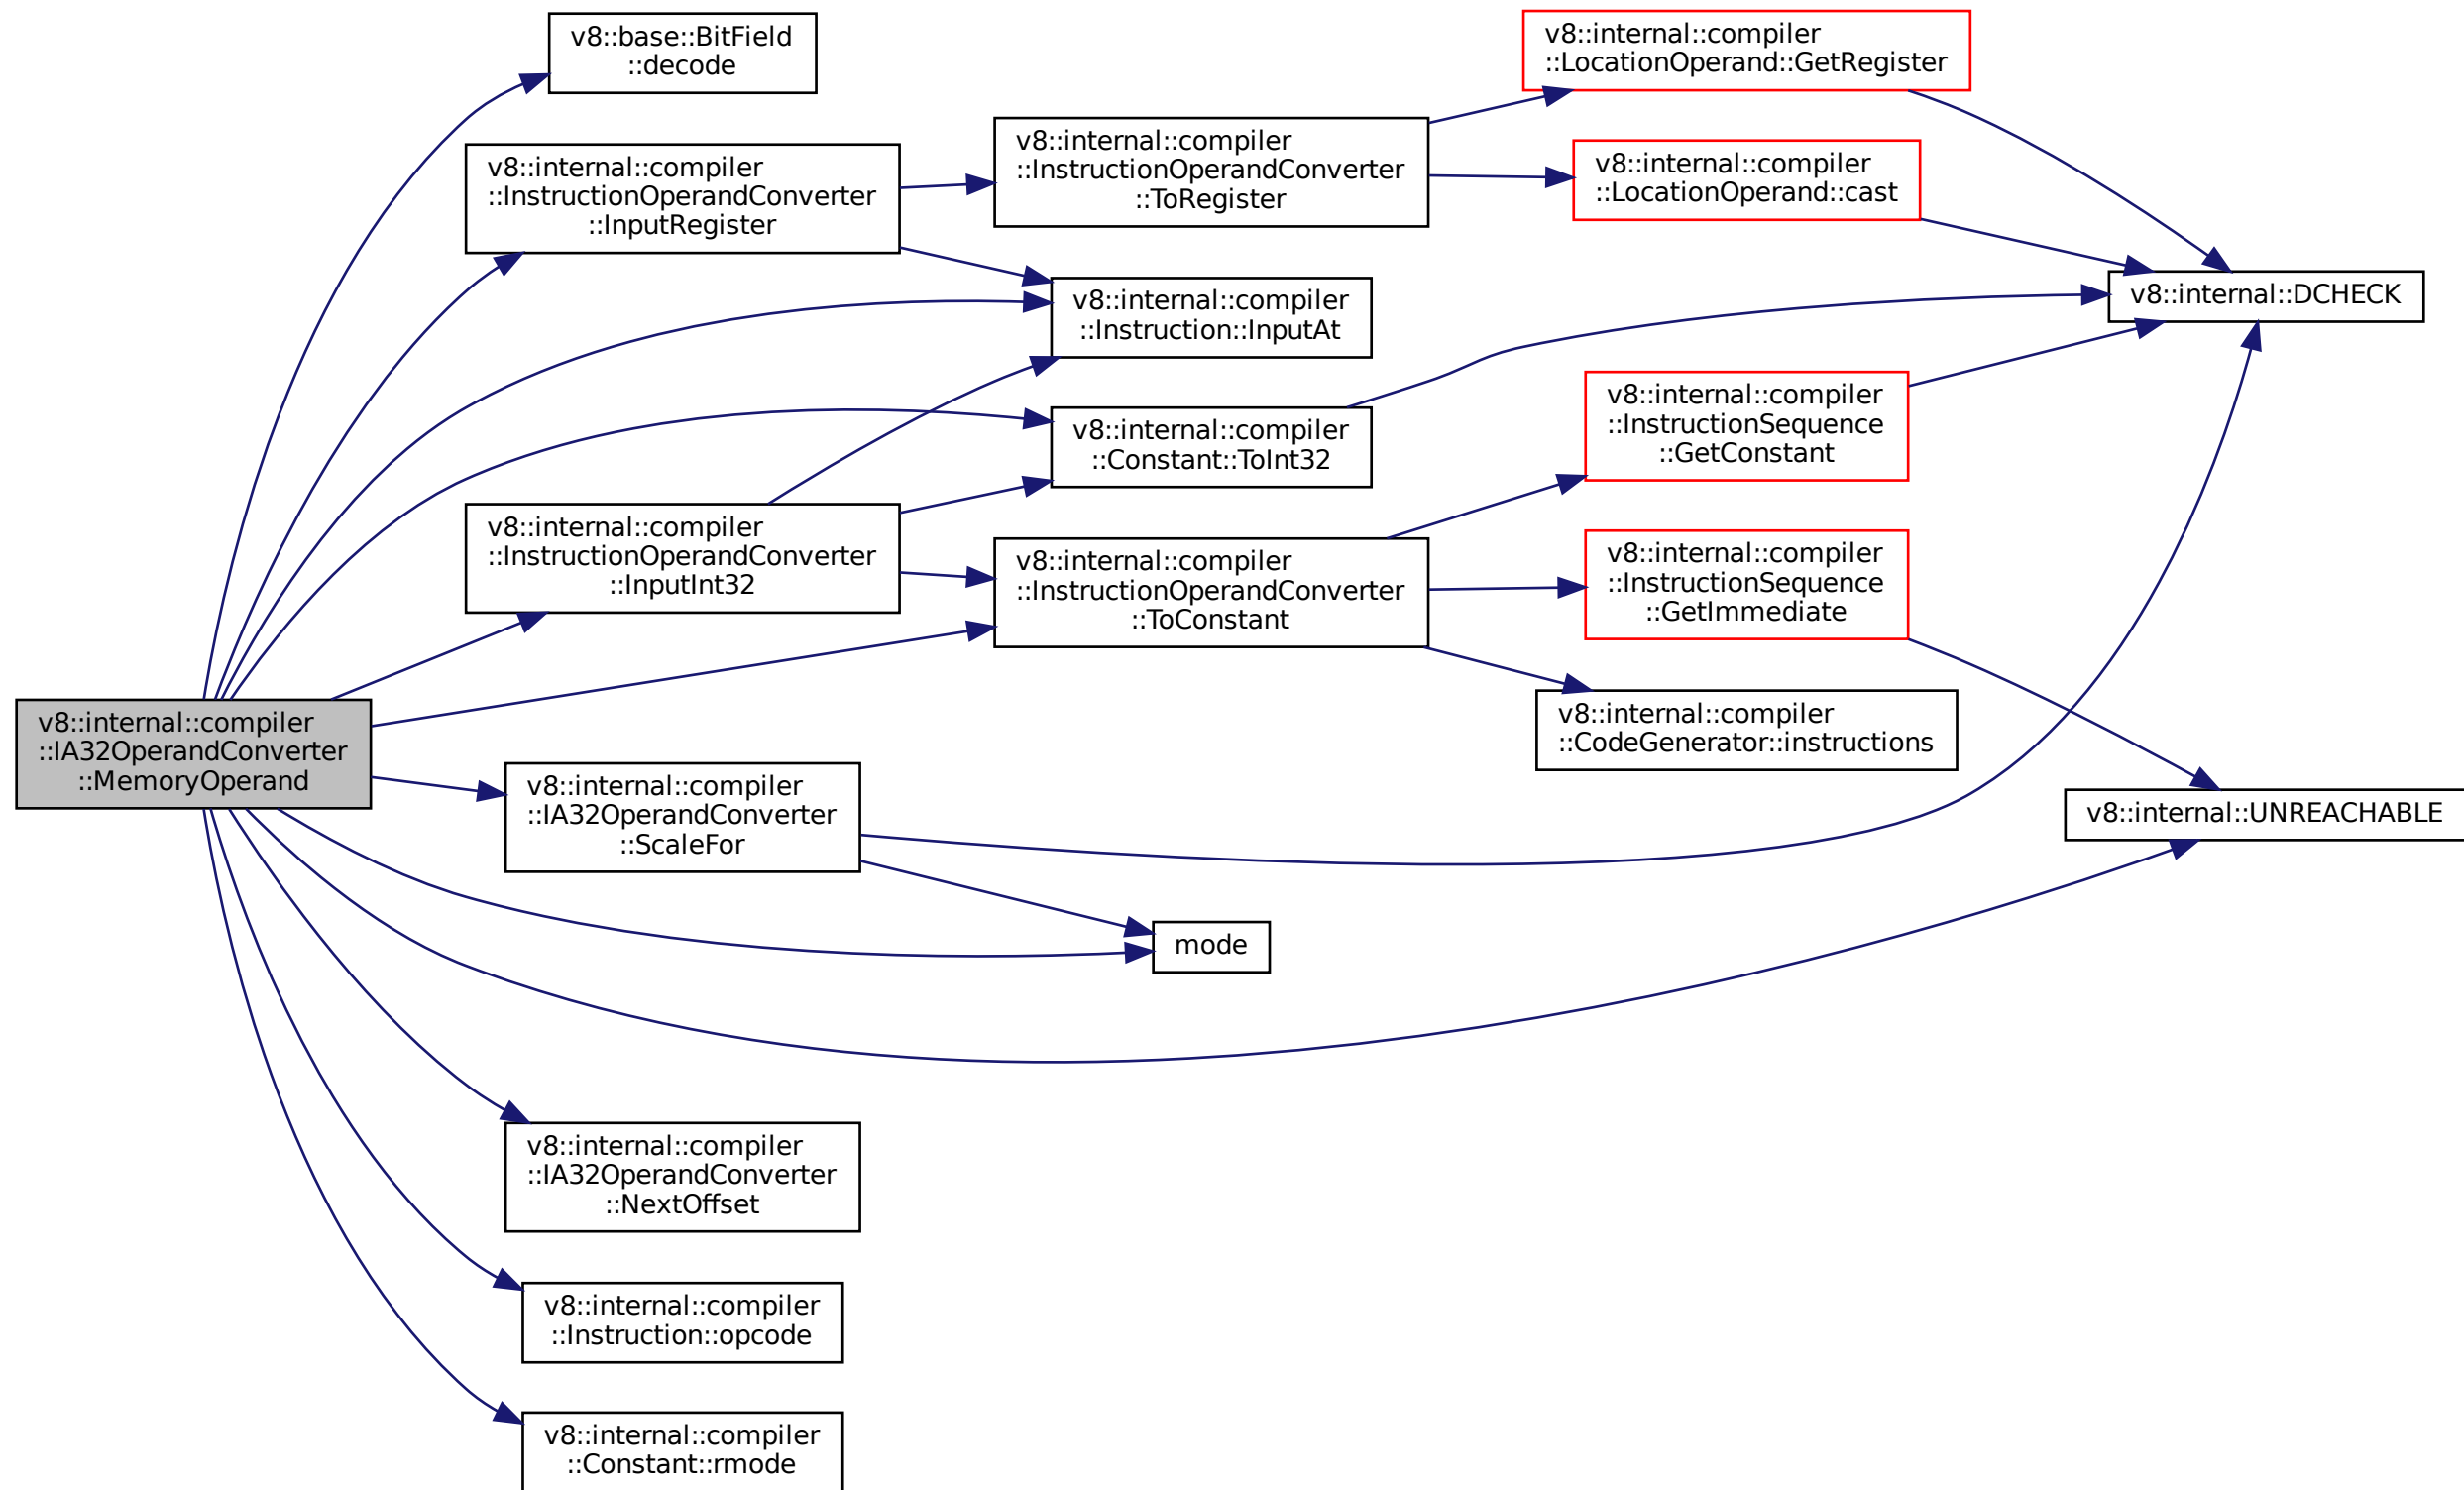 v8::base::BitField
::decode
v8::internal::compiler
::InstructionOperandConverter
::InputRegister
v8::internal::compiler
::InstructionOperandConverter
::InputInt32
v8::internal::compiler
::IA32OperandConverter
::MemoryOperand
v8::internal::compiler
::IA32OperandConverter
::ScaleFor
v8::internal::compiler
::IA32OperandConverter
::NextOffset
v8::internal::compiler
::Instruction::opcode
v8::internal::compiler
::Constant::rmode
v8::internal::compiler
::InstructionOperandConverter
::ToRegister
v8::internal::compiler
::Instruction::InputAt
v8::internal::compiler
::Constant::ToInt32
v8::internal::compiler
::InstructionOperandConverter
::ToConstant
mode
v8::internal::compiler
::LocationOperand::GetRegister
v8::internal::compiler
::LocationOperand::cast
v8::internal::compiler
::InstructionSequence
::GetConstant
v8::internal::compiler
::InstructionSequence
::GetImmediate
v8::internal::compiler
::CodeGenerator::instructions
v8::internal::DCHECK
v8::internal::UNREACHABLE